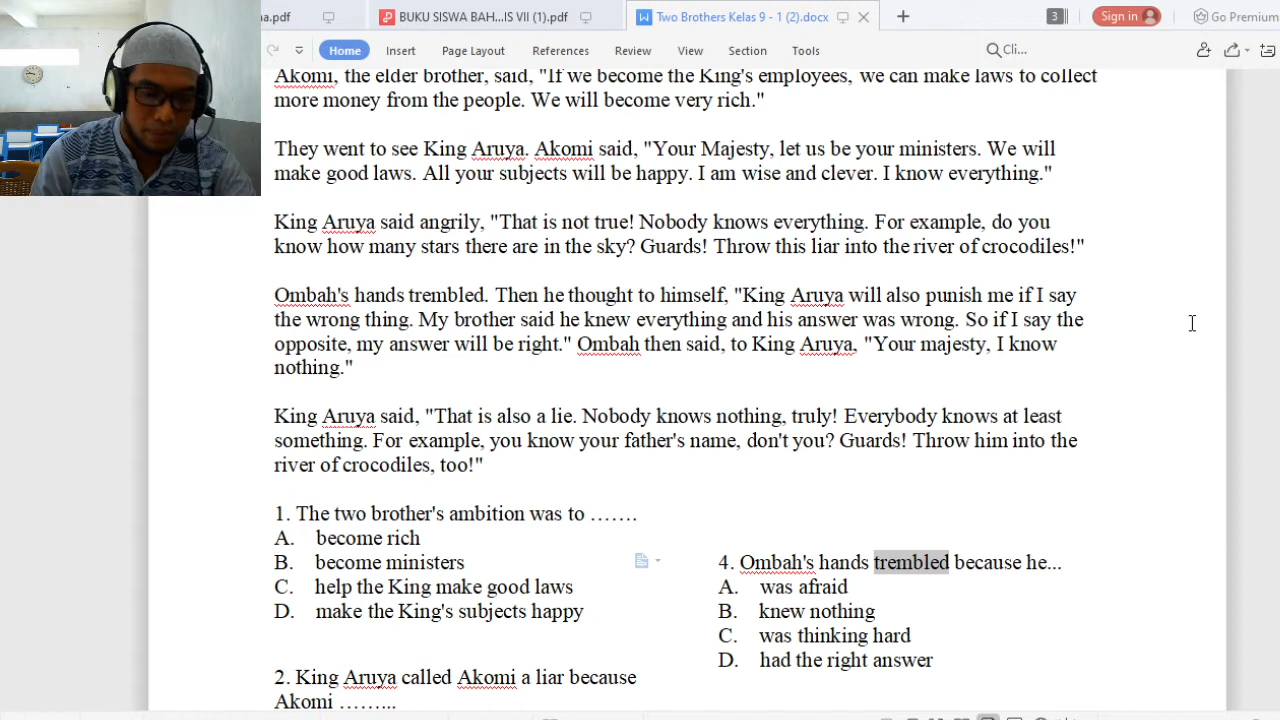 a.pdf
BUKU SISWA BAH...IS VII (1).pdf
Two Brothers Kelas 9 - 1 (2).docx
3
Sign in
Go Premium
Home
Insert
Page Layout
References
Review
View
Section
Tools
Cli...
Akomi, the elder brother, said, "If we become the King's employees, we can make laws to collect
more money from the people. We will become very rich."
They went to see King Aruya. Akomi said, "Your Majesty, let us be your ministers. We will
make good laws. All your subjects will be happy. I am wise and clever. I know everything."
King Aruya said angrily, "That is not true! Nobody knows everything. For example, do you
know how many stars there are in the sky? Guards! Throw this liar into the river of crocodiles!"
Ombah's hands trembled. Then he thought to himself, "King Aruya will also punish me if I say
the wrong thing. My brother said he knew everything and his answer was wrong. So if I say the
opposite, my answer will be right." Ombah then said, to King Aruya, "Your majesty, I know
nothing."
King Aruya said, "That is also a lie. Nobody knows nothing, truly! Everybody knows at least
something. For example, you know your father's name, don't you? Guards! Throw him into the
river of crocodiles, too!"
1. The two brother's ambition was to …….
A. become rich
B. become ministers
C. help the King make good laws
D. make the King's subjects happy
2. King Aruya called Akomi a liar because
Akomi ……...
4. Ombah's hands trembled because he...
A. was afraid
B. knew nothing
C. was thinking hard
D. had the right answer